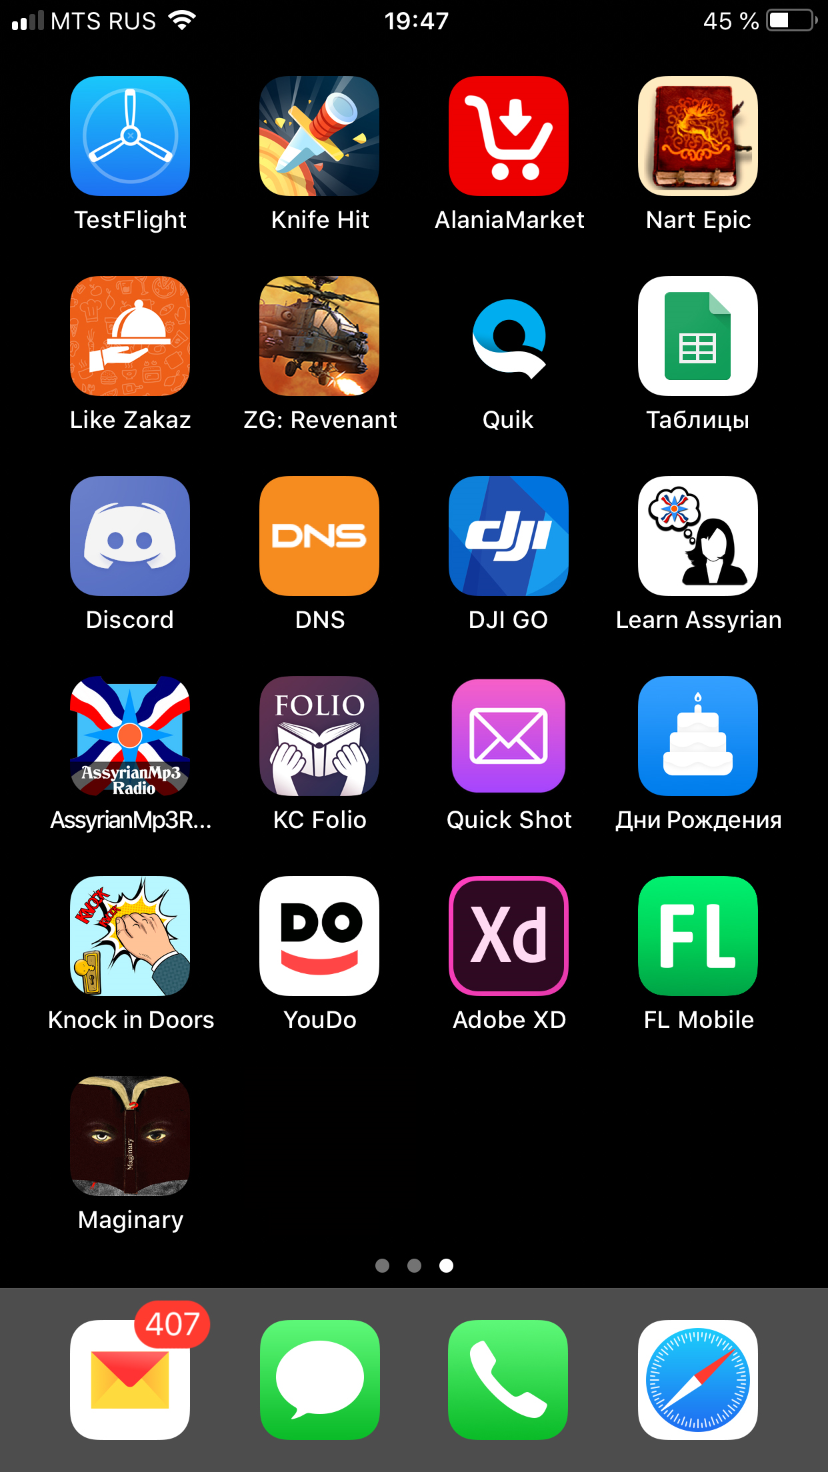 MTS RUS 19:47 45 %
TestFlight Knife Hit AlaniaMarket Nart Epic
Like Zakaz ZG: Revenant Quik Таблицы
DNS dji
Discord DNS DJI GO Learn Assyrian
FOLIO
AssyrianMp3
Radio
AssyrianMp3R... KC Folio Quick Shot Дни Рождения
KNOCK
KNOCK
DO Xd FL
Knock in Doors YouDo Adobe XD FL Mobile
Maginary
Maginary
407